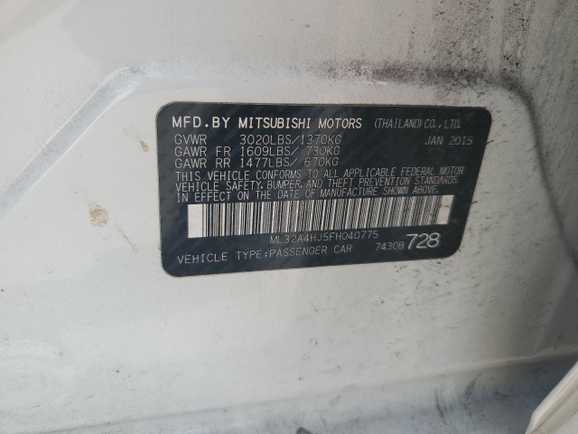 MFD. BY MITSUBISHI MOTORS (THAILAND) CO., LTD.
GVWR 3020LBS/1370KG JAN 2015
GAWR FR 1609LBS/ 730KG
GAWR RR 1477LBS/ 670KG
THIS VEHICLE CONFORMS TO ALL APPLICABLE FEDERAL MOTOR
VEHICLE SAFETY, BUMPER, AND THEFT PREVENTION STANDARDS
IN EFFECT ON THE DATE OF MANUFACTURE SHOWN ABOVE.
ML32A4HJ5FH040775
VEHICLE TYPE:PASSENGER CAR 7430B 728